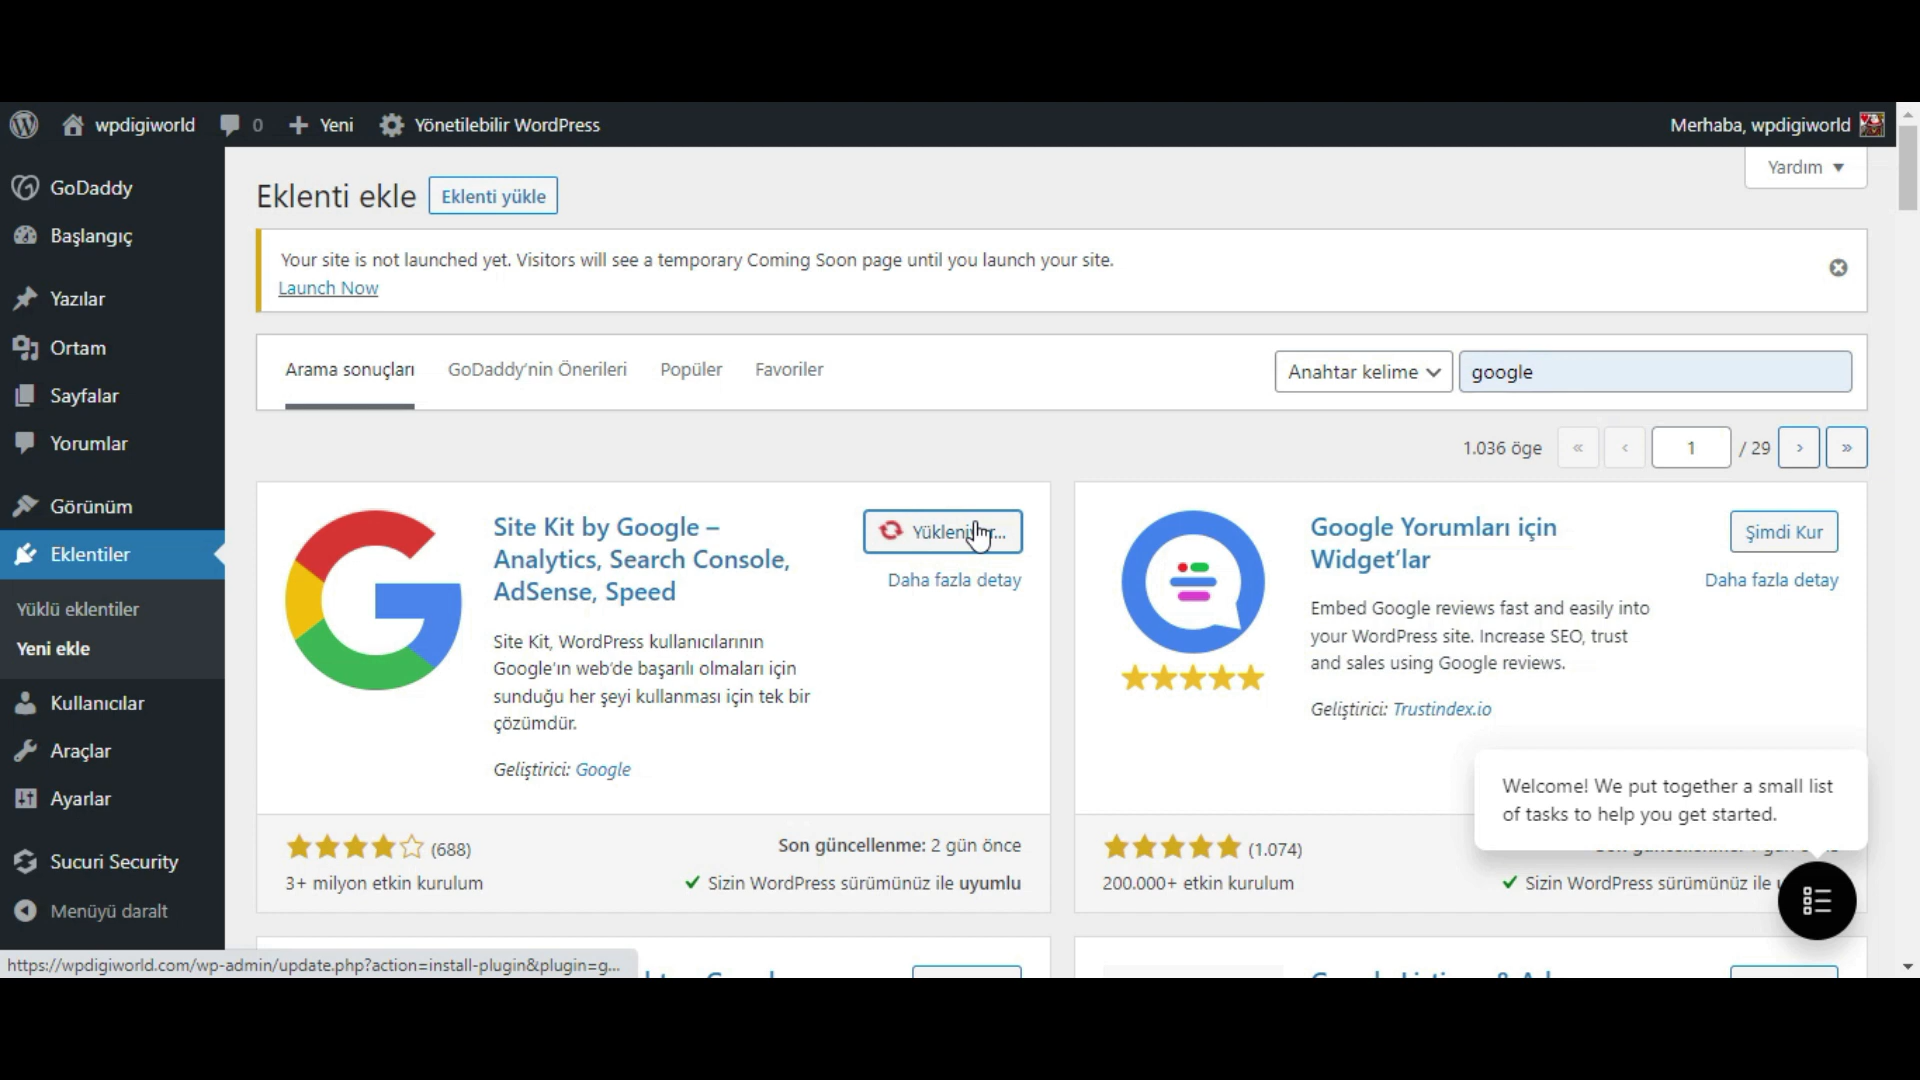 wpdigiworld 0 Yeni Yönetilebilir WordPress Merhaba, wpdigiworld
GoDaddy
Başlangıç
Yazılar
Ortam
Sayfalar
Yorumlar
Görünüm
Eklentiler
Yüklü eklentiler
Yeni ekle
Kullanıcılar
Araçlar
Ayarlar
Sucuri Security
Menüyü daralt
Yardım
Eklenti ekle Eklenti yükle
Your site is not launched yet. Visitors will see a temporary Coming Soon page until you launch your site.
Launch Now
Arama sonuçları GoDaddy'nin Önerileri Popüler Favoriler Anahtar kelime google
1.036 öge « ‹ 1 / 29 › »
Site Kit by Google –
Analytics, Search Console,
AdSense, Speed
Daha fazla detay
Site Kit, WordPress kullanıcılarının
Google'ın web'de başarılı olmaları için
sunduğu her şeyi kullanması için tek bir
çözümdür.
Geliştirici: Google
(688)
Son güncellenme: 2 gün önce
3+ milyon etkin kurulum
Sizin WordPress sürümünüz ile uyumlu
Google Yorumları için
Widget'lar
Şimdi Kur
Daha fazla detay
Embed Google reviews fast and easily into
your WordPress site. Increase SEO, trust
and sales using Google reviews.
Geliştirici: Trustindex.io
(1.074)
200.000+ etkin kurulum
Sizin WordPress sürümünüz ile
Welcome! We put together a small list
of tasks to help you get started.
https://wpdigiworld.com/wp-admin/update.php?action=install-plugin&plugin=g...